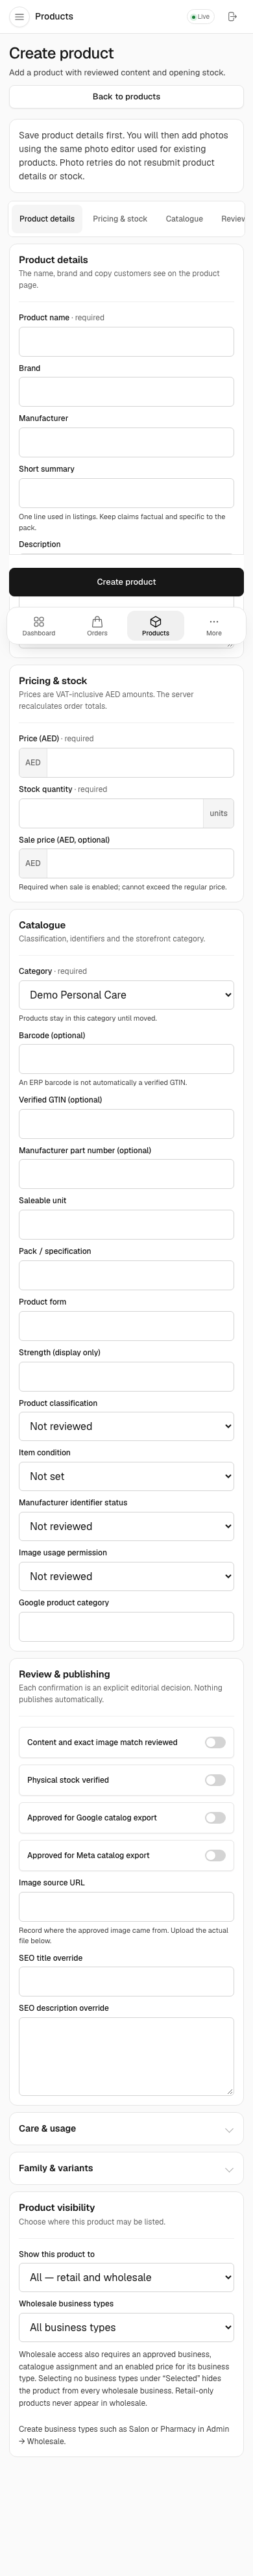 Products
Live
Create product
Add a product with reviewed content and opening stock.
Back to products
Save product details first. You will then add photos
using the same photo editor used for existing
products. Photo retries do not resubmit product
details or stock.
Product details
Pricing & stock
Catalogue
Review
Product details
The name, brand and copy customers see on the product
page.
Product name · required
Brand
Manufacturer
Short summary
One line used in listings. Keep claims factual and specific to the
pack.
Description
Create product
Dashboard
Orders
Products
More
Pricing & stock
Prices are VAT-inclusive AED amounts. The server
recalculates order totals.
Price (AED) · required
AED
Stock quantity · required
units
Sale price (AED, optional)
AED
Required when sale is enabled; cannot exceed the regular price.
Catalogue
Classification, identifiers and the storefront category.
Category · required
Demo Personal Care
Products stay in this category until moved.
Barcode (optional)
An ERP barcode is not automatically a verified GTIN.
Verified GTIN (optional)
Manufacturer part number (optional)
Saleable unit
Pack / specification
Product form
Strength (display only)
Product classification
Not reviewed
Item condition
Not set
Manufacturer identifier status
Not reviewed
Image usage permission
Not reviewed
Google product category
Review & publishing
Each confirmation is an explicit editorial decision. Nothing
publishes automatically.
Content and exact image match reviewed
Physical stock verified
Approved for Google catalog export
Approved for Meta catalog export
Image source URL
Record where the approved image came from. Upload the actual
file below.
SEO title override
SEO description override
Care & usage
Family & variants
Product visibility
Choose where this product may be listed.
Show this product to
All — retail and wholesale
Wholesale business types
All business types
Wholesale access also requires an approved business,
catalogue assignment and an enabled price for its business
type. Selecting no business types under “Selected” hides
the product from every wholesale business. Retail-only
products never appear in wholesale.
Create business types such as Salon or Pharmacy in Admin
→ Wholesale.